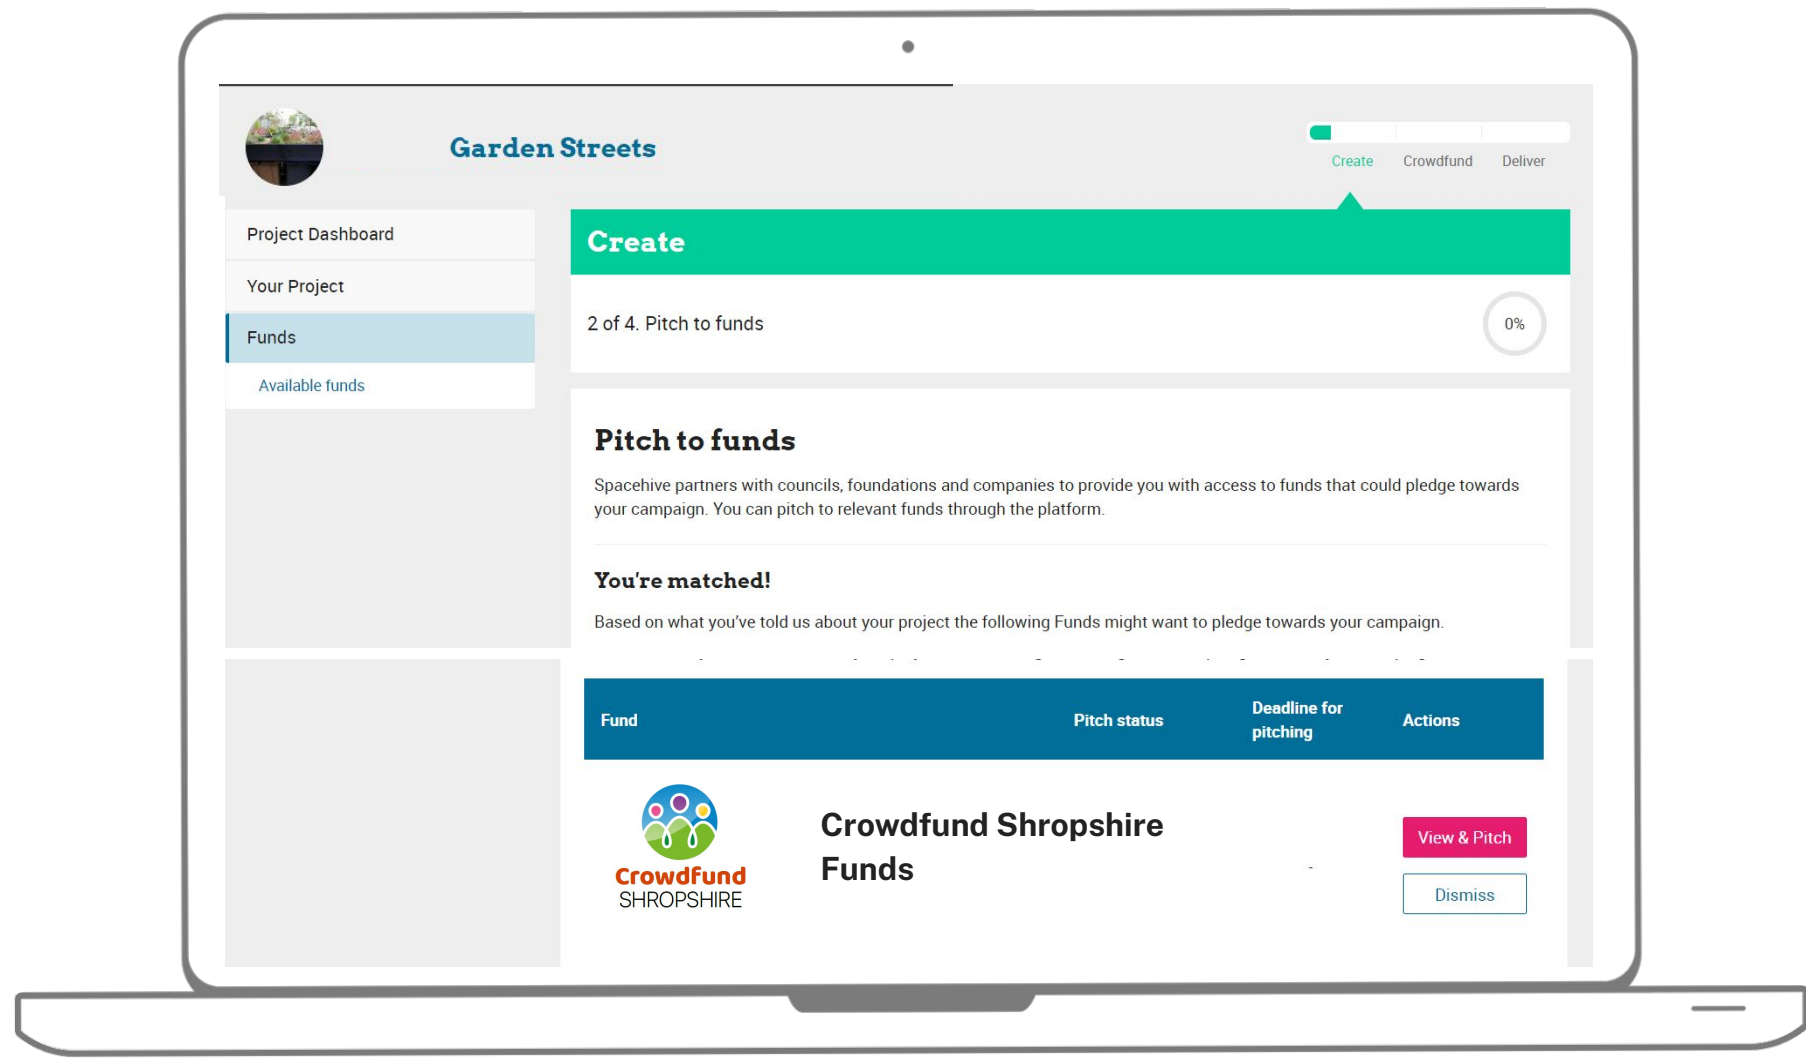 Garden Streets
Create Crowdfund Deliver
Project Dashboard
Your Project
Funds
Available funds
Create
2 of 4. Pitch to funds
0%
Pitch to funds
Spacehive partners with councils, foundations and companies to provide you with access to funds that could pledge towards
your campaign. You can pitch to relevant funds through the platform.
You're matched!
Based on what you've told us about your project the following Funds might want to pledge towards your campaign.
Fund Pitch status Deadline for pitching Actions
Crowdfund
SHROPSHIRE
Crowdfund Shropshire
Funds
-
View & Pitch
Dismiss